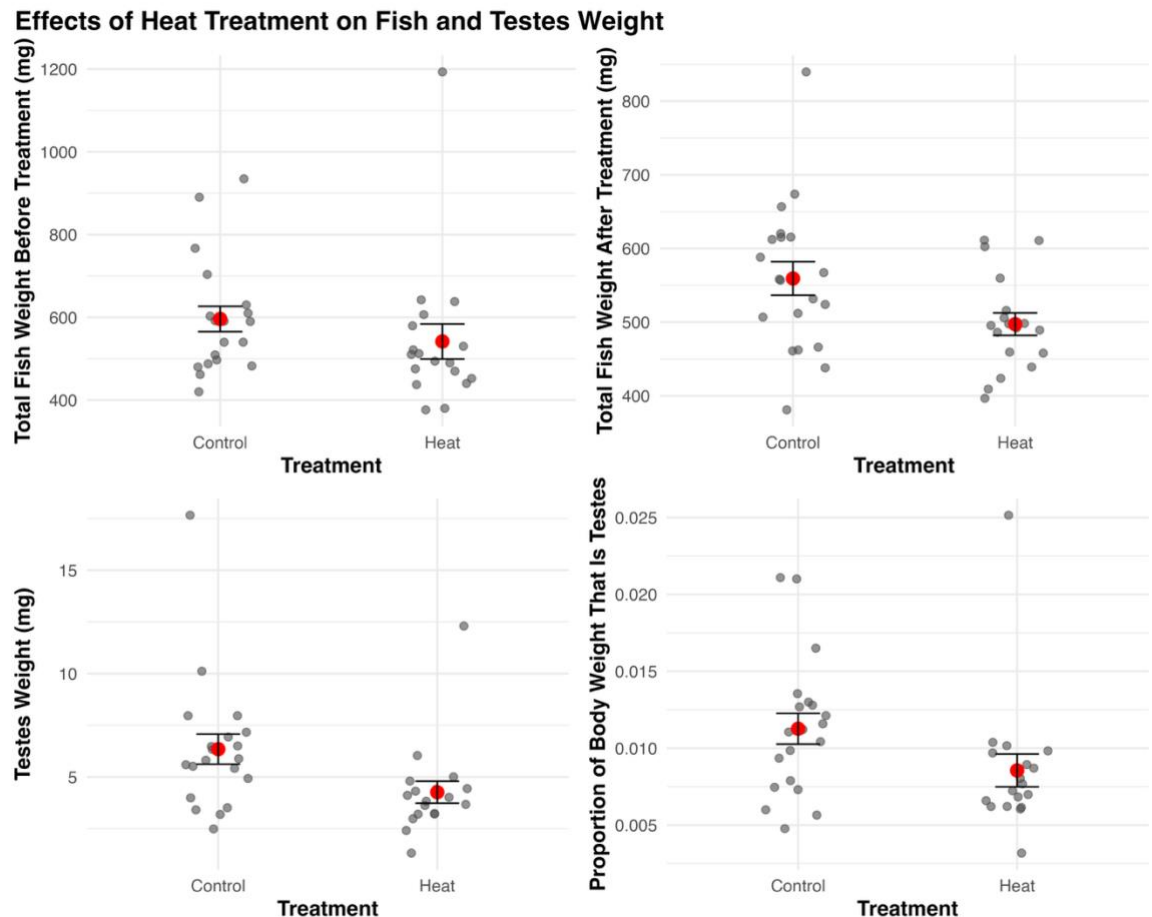 Effects of Heat Treatment on Fish and Testes Weight
Total Fish Weight Before Treatment (mg)
1200
1000
800
600
400
Control
Heat
Treatment
Total Fish Weight After Treatment (mg)
800
700
600
500
400
Control
Heat
Treatment
Testes Weight (mg)
15
10
5
Control
Heat
Treatment
Proportion of Body Weight That Is Testes
0.025
0.020
0.015
0.010
0.005
Control
Heat
Treatment